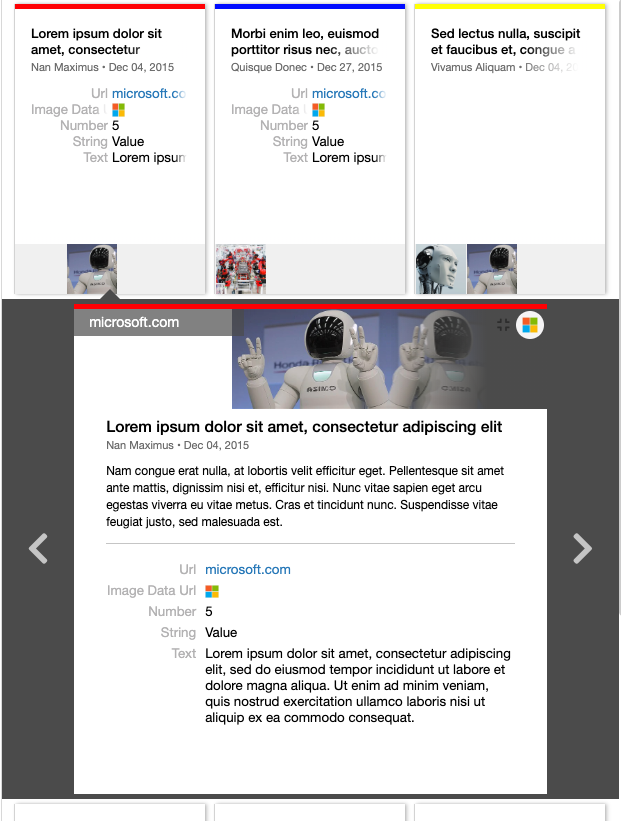 Lorem ipsum dolor sit
amet, consectetur
Nan Maximus • Dec 04, 2015
Url microsoft.co
Image Data
Number 5
String Value
Text Lorem ipsum
Morbi enim leo, euismod
porttitor risus nec, aucto
Quisque Donec • Dec 27, 2015
Url microsoft.co
Image Data
Number 5
String Value
Text Lorem ipsum
Sed lectus nulla, suscipit
et faucibus et, congue a
Vivamus Aliquam • Dec 04, 2
microsoft.com
Honda
ASIMO
Lorem ipsum dolor sit amet, consectetur adipiscing elit
Nan Maximus • Dec 04, 2015
Nam congue erat nulla, at lobortis velit efficitur eget. Pellentesque sit amet
ante mattis, dignissim nisi et, efficitur nisi. Nunc vitae sapien eget arcu
egestas viverra eu vitae metus. Cras et tincidunt nunc. Suspendisse vitae
feugiat justo, sed malesuada est.
Url microsoft.com
Image Data Url
Number 5
String Value
Text Lorem ipsum dolor sit amet, consectetur adipiscing
elit, sed do eiusmod tempor incididunt ut labore et
dolore magna aliqua. Ut enim ad minim veniam,
quis nostrud exercitation ullamco laboris nisi ut
aliquip ex ea commodo consequat.